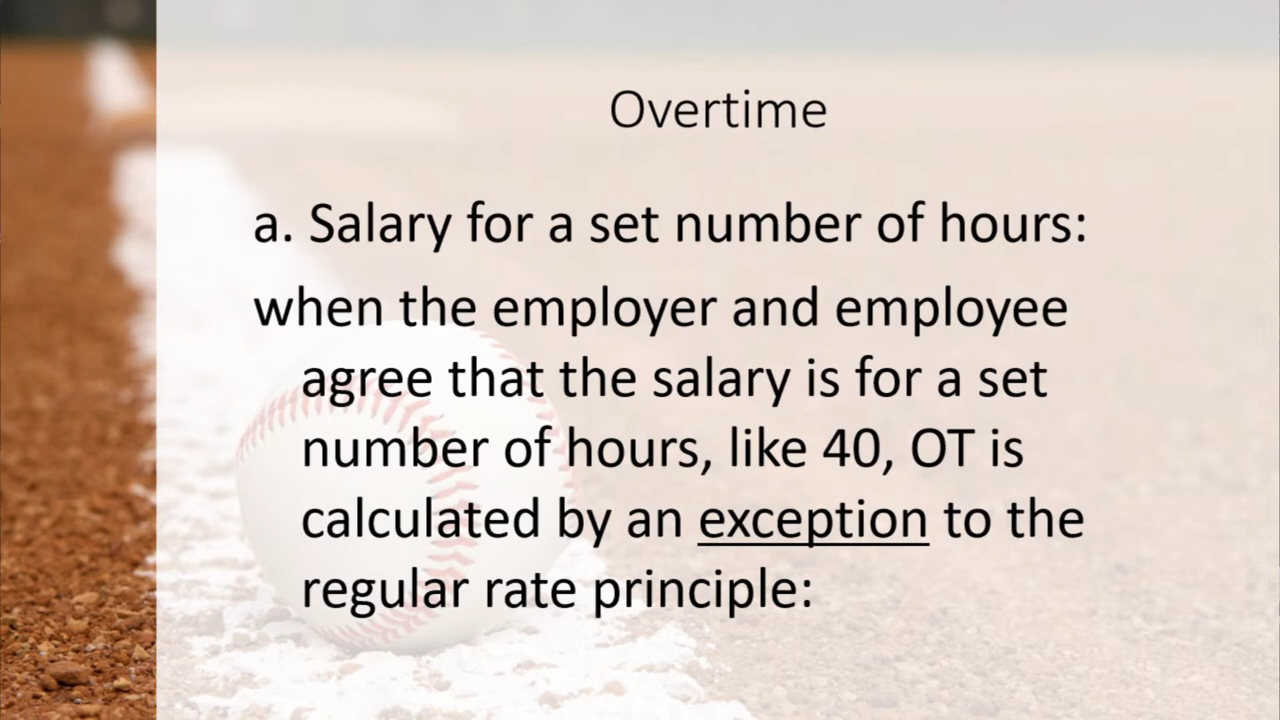 Overtime
a. Salary for a set number of hours:
when the employer and employee
agree that the salary is for a set
number of hours, like 40, OT is
calculated by an exception to the
regular rate principle: